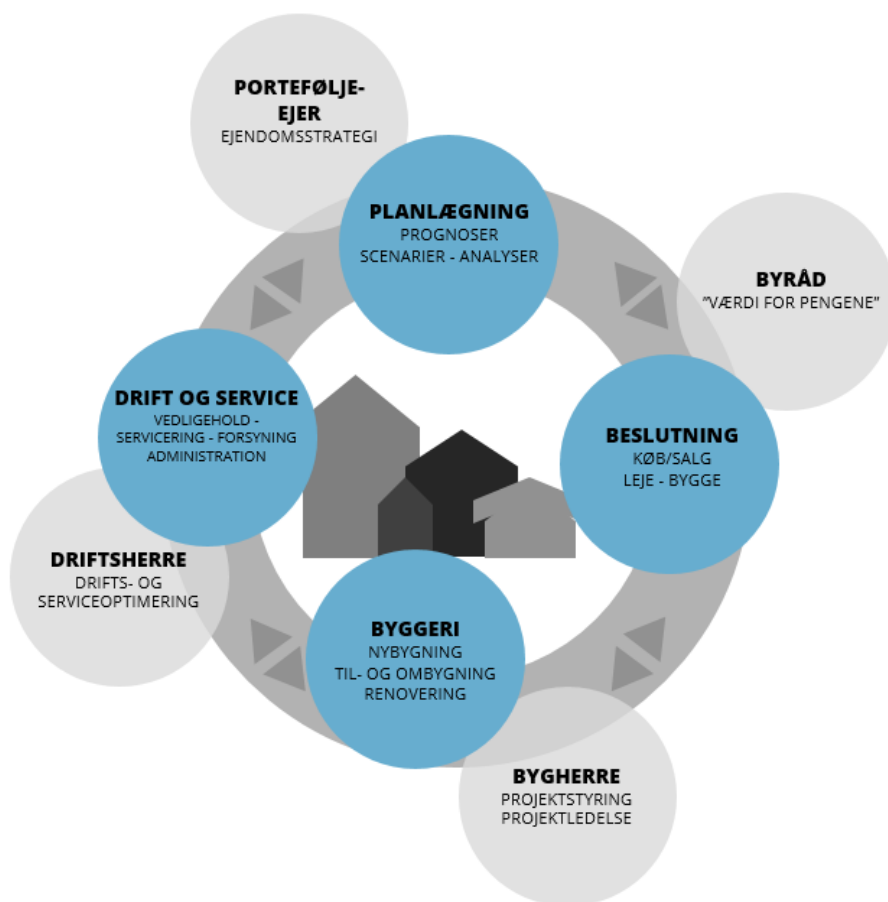 PORTEFØLJE-
EJER
EJENDOMSSTRATEGI
PLANLÆGNING
PROGNOSER
SCENARIER - ANALYSER
BYRÅD
”VÆRDI FOR PENGENE”
DRIFT OG SERVICE
VEDLIGEHOLD -
SERVICERING - FORSYNING
ADMINISTRATION
BESLUTNING
KØB/SALG
LEJE - BYGGE
DRIFTSHERRE
DRIFTS- OG
SERVICEOPTIMERING
BYGGERI
NYBYGNING
TIL- OG OMBYGNING
RENOVERING
BYGHERRE
PROJEKTSTYRING
PROJEKTLEDELSE